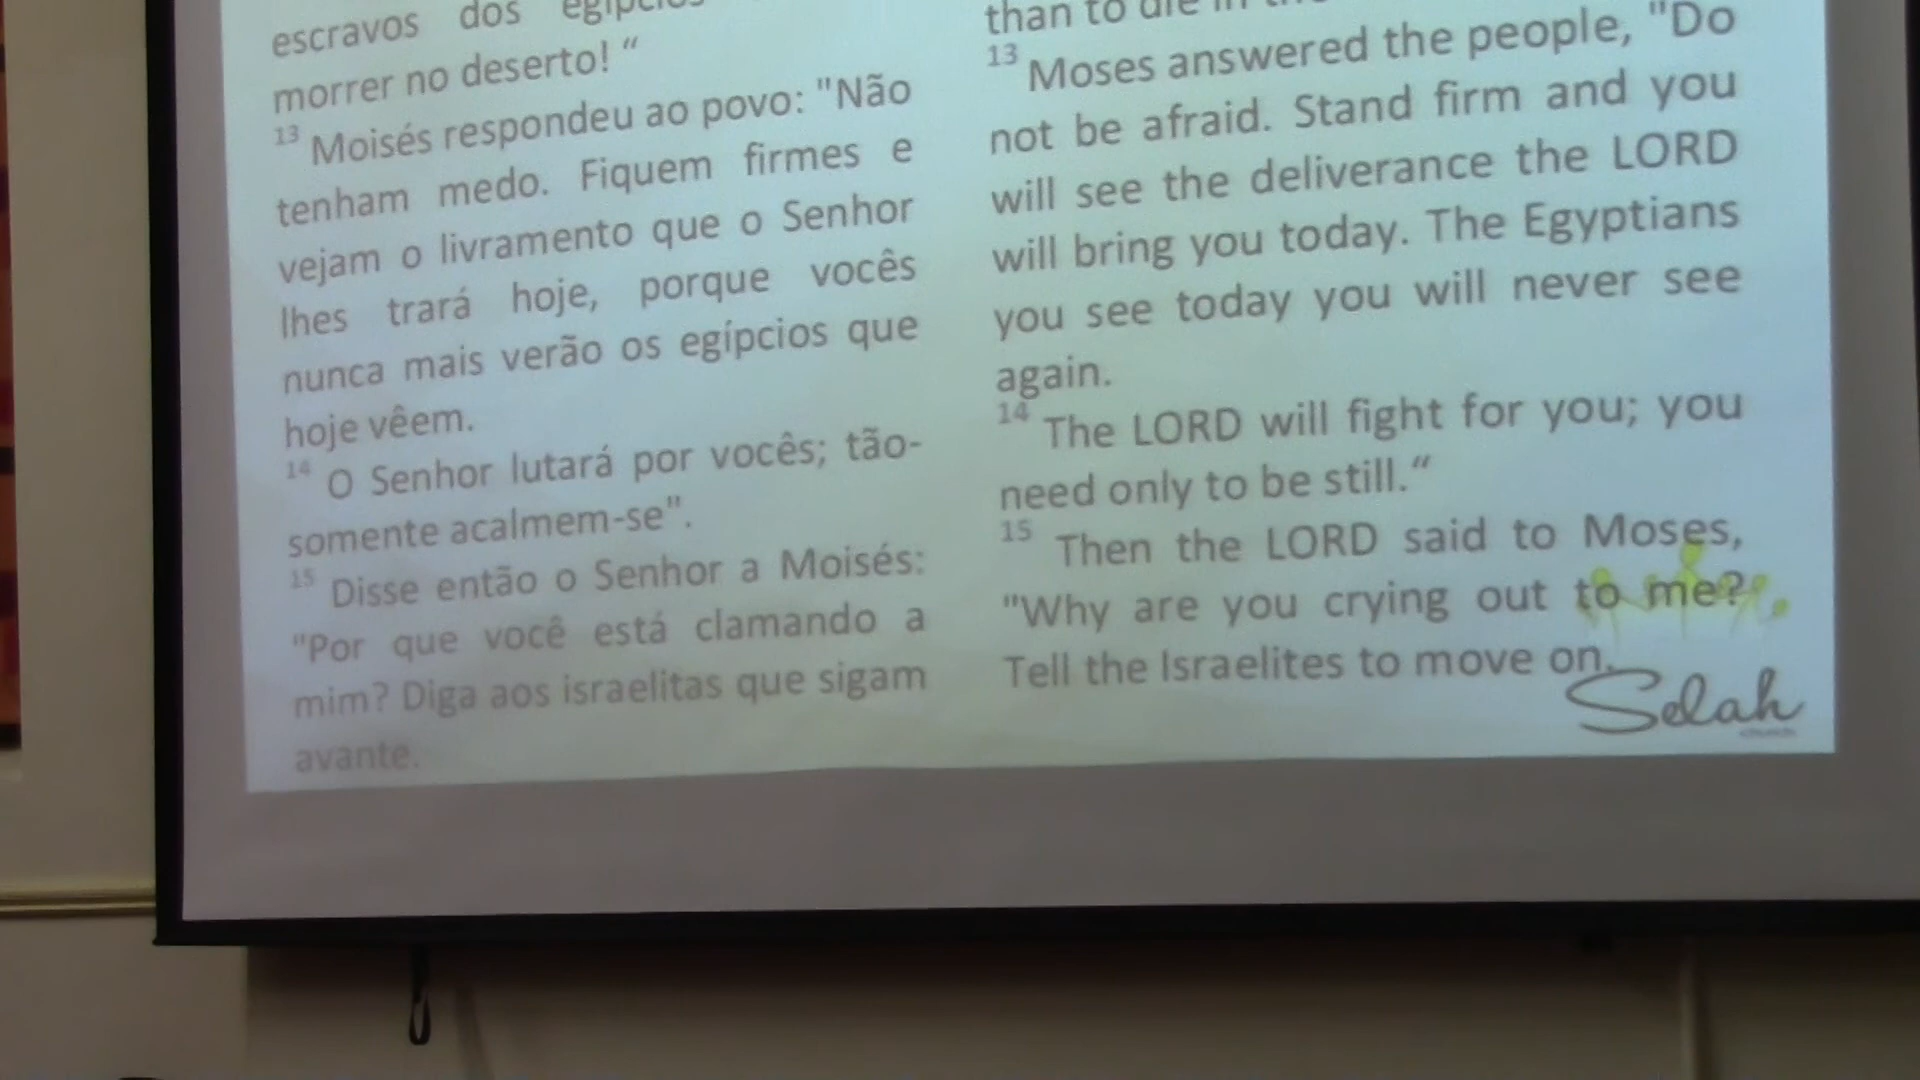 escravos dos egípcios
morrer no deserto! “
13 Moisés respondeu ao povo: "Não
tenham medo. Fiquem firmes e
vejam o livramento que o Senhor
lhes trará hoje, porque vocês
nunca mais verão os egípcios que
hoje vêem.
14 O Senhor lutará por vocês; tão-
somente acalmem-se".
15 Disse então o Senhor a Moisés:
"Por que você está clamando a
mim? Diga aos israelitas que sigam
avante.
than to die in
13 Moses answered the people, "Do
not be afraid. Stand firm and you
will see the deliverance the LORD
will bring you today. The Egyptians
you see today you will never see
again.
14 The LORD will fight for you; you
need only to be still.“
15 Then the LORD said to Moses,
"Why are you crying out to me?
Tell the Israelites to move on.
Selah